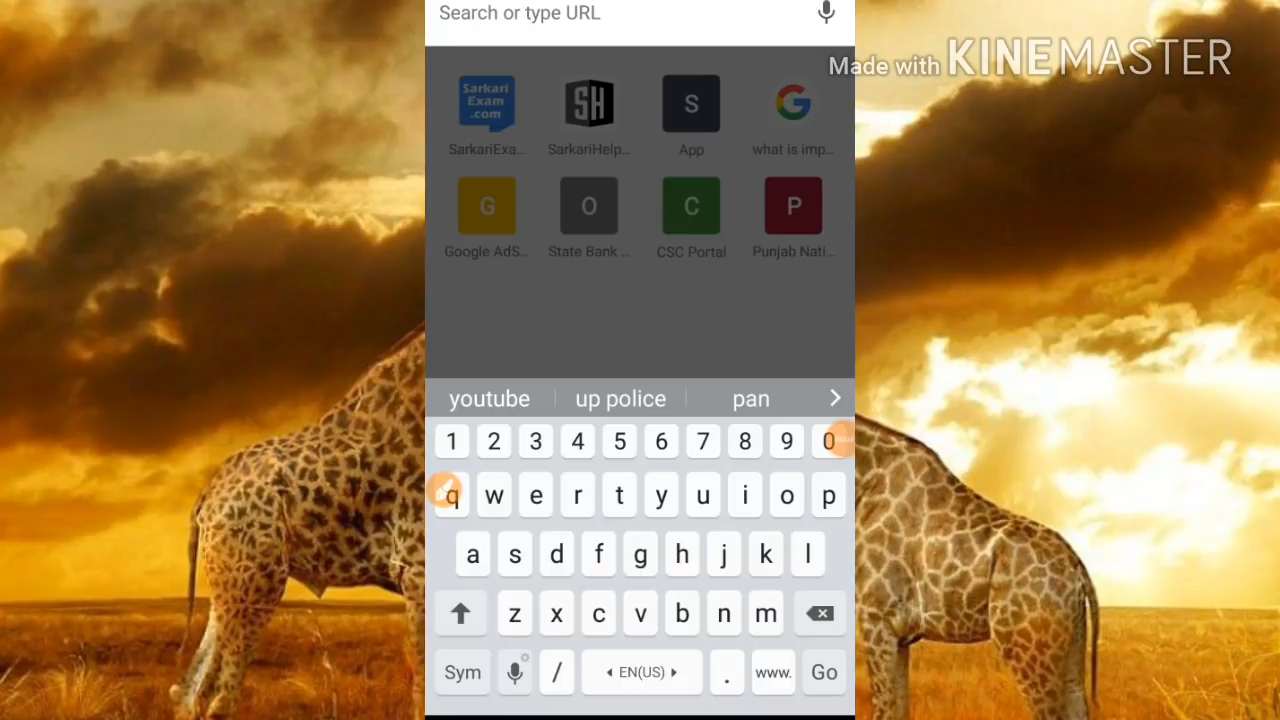 Search or type URL
Made with KINEMASTER
Sarkari Exam .com
SH
S
G
SarkariExa...
SarkariHelp...
App
what is imp...
G
O
C
P
Google AdS...
State Bank ...
CSC Portal
Punjab Nati...
youtube
up police
pan
1 2 3 4 5 6 7 8 9 0
q w e r t y u i o p
a s d f g h j k l
z x c v b n m
Sym / EN(US) . www. Go